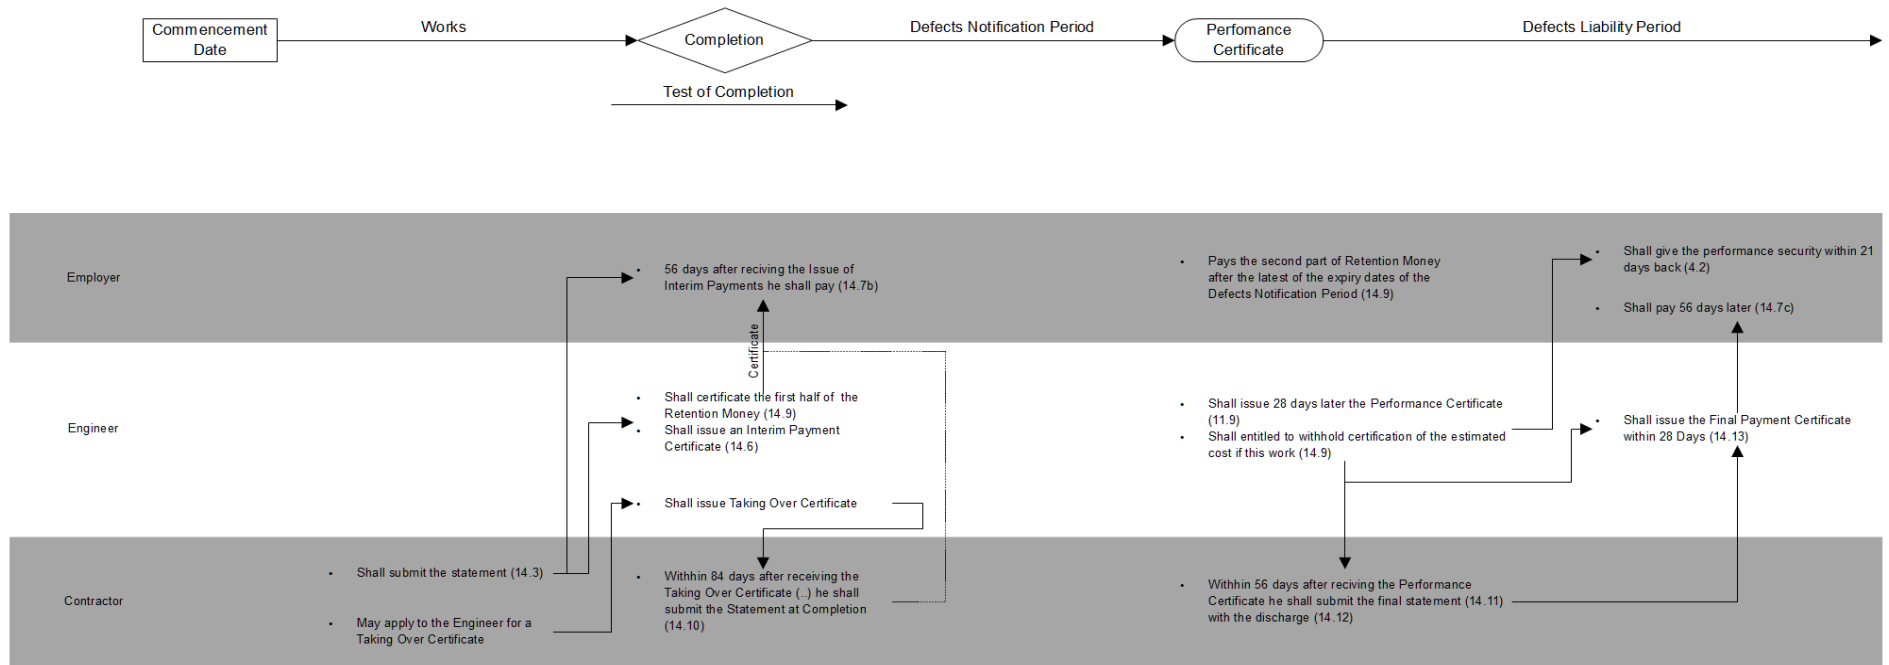 Commencement
Date
Works
Completion
Defects Notification Period
Perfomance
Certificate
Defects Liability Period
Test of Completion
Employer
• 56 days after reciving the Issue of
Interim Payments he shall pay (14.7b)
• Pays the second part of Retention Money
after the latest of the expiry dates of the
Defects Notification Period (14.9)
• Shall give the performance security within 21
days back (4.2)
• Shall pay 56 days later (14.7c)
Certificate
Engineer
• Shall certificate the first half of the
Retention Money (14.9)
• Shall issue an Interim Payment
Certificate (14.6)
• Shall issue Taking Over Certificate
• Shall issue 28 days later the Performance Certificate
(11.9)
• Shall entitled to withhold certification of the estimated
cost if this work (14.9)
• Shall issue the Final Payment Certificate
within 28 Days (14.13)
Contractor
• Shall submit the statement (14.3)
• May apply to the Engineer for a
Taking Over Certificate
• Withhin 84 days after receiving the
Taking Over Certificate (..) he shall
submit the Statement at Completion
(14.10)
• Withhin 56 days after reciving the Performance
Certificate he shall submit the final statement (14.11)
with the discharge (14.12)